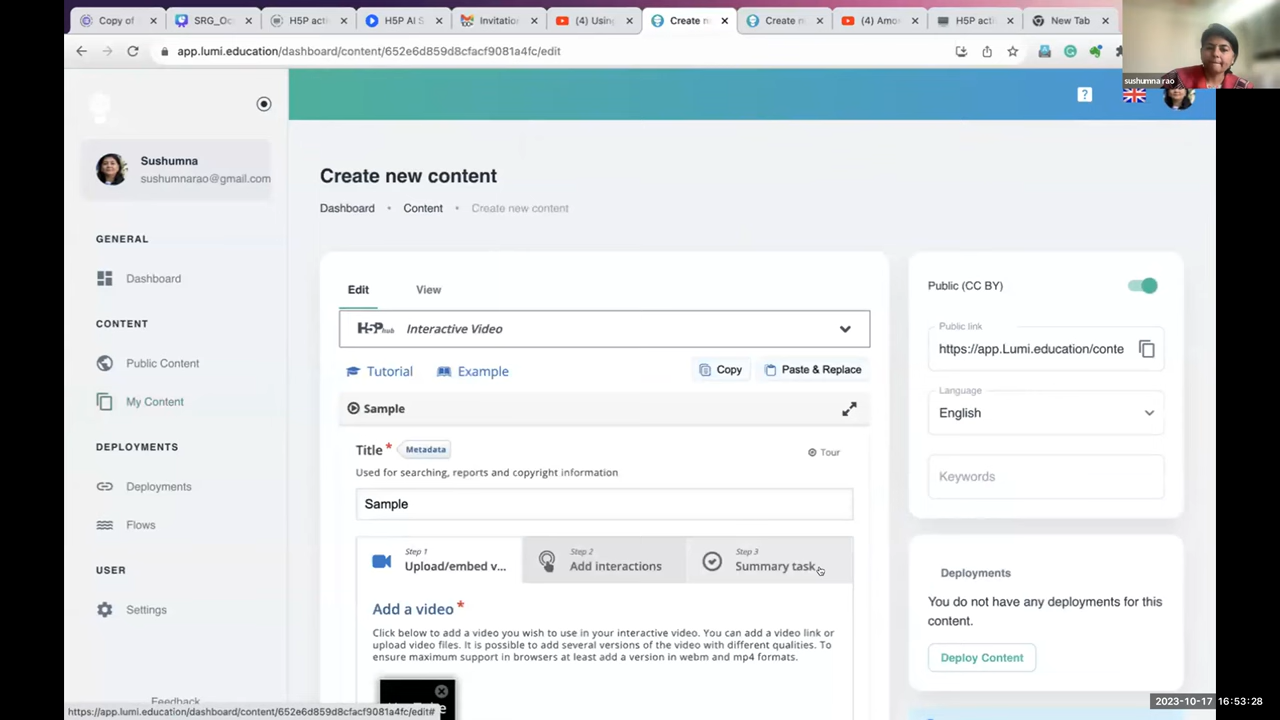 Copy of
SRG_Oc
H5P acti
H5P AI S
Invitation
(4) Using
Create n
Create n
(4) Amo
H5P acti
New Tab
app.lumi.education/dashboard/content/652e6d859d8cfacf9081a4fc/edit
sushumna rao
Sushumna
sushumnarao@gmail.com
GENERAL
Dashboard
CONTENT
Public Content
My Content
DEPLOYMENTS
Deployments
Flows
USER
Settings
Feedback
https://app.lumi.education/dashboard/content/652e6d859d8cfacf9081a4fc/edit#
Create new content
Dashboard • Content • Create new content
Edit View
H5P hub Interactive Video
Tutorial Example Copy Paste & Replace
Sample
Title * Metadata Tour
Used for searching, reports and copyright information
Sample
Step 1
Upload/embed v...
Step 2
Add interactions
Step 3
Summary task
Add a video *
Click below to add a video you wish to use in your interactive video. You can add a video link or
upload video files. It is possible to add several versions of the video with different qualities. To
ensure maximum support in browsers at least add a version in webm and mp4 formats.
?
Public (CC BY)
Public link
https://app.Lumi.education/conte
Language
English
Keywords
Deployments
You do not have any deployments for this
content.
Deploy Content
2023-10-17 16:53:28